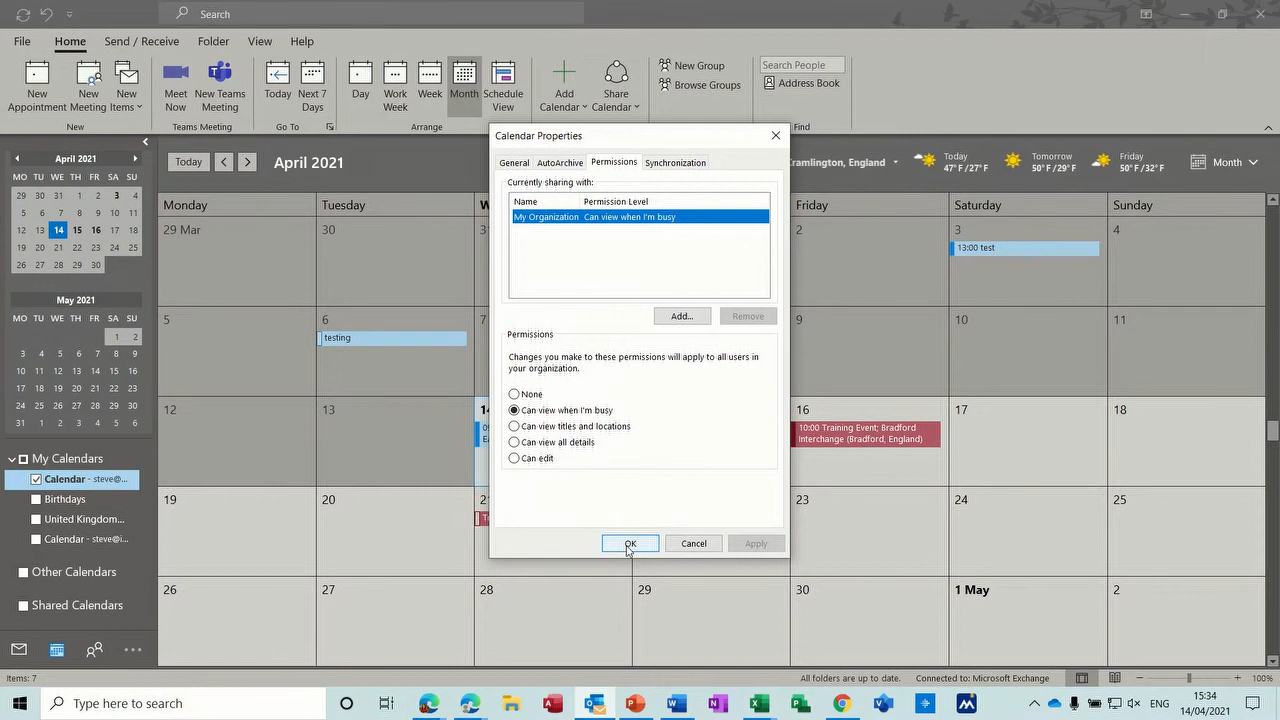 Search
File Home Send / Receive Folder View Help
New Appointment
New Meeting
New Items
New
Meet Now
New Teams Meeting
Teams Meeting
Today
Next 7 Days
Go To
Day
Work Week
Week
Month
Schedule View
Arrange
Add Calendar
Share Calendar
New Group
Browse Groups
Search People
Address Book
Find
April 2021
MO TU WE TH FR SA SU
29 30 31 1 2 3 4
5 6 7 8 9 10 11
12 13 14 15 16 17 18
19 20 21 22 23 24 25
26 27 28 29 30
May 2021
MO TU WE TH FR SA SU
1 2
3 4 5 6 7 8 9
10 11 12 13 14 15 16
17 18 19 20 21 22 23
24 25 26 27 28 29 30
31 1 2 3 4 5 6
My Calendars
Calendar - steve@...
Birthdays
United Kingdom...
Calendar - steve@i...
Other Calendars
Shared Calendars
Today
April 2021
Cramlington, England
Today
47°F/27°F
Tomorrow
50°F/29°F
Friday
50°F/32°F
Month
Monday Tuesday Friday Saturday Sunday
29 Mar 30 31 2 3 4
13:00 test
5 6 7 9 10 11
testing
12 13 14 16 17 18
10:00 Training Event; Bradford
Interchange (Bradford, England)
19 20 21 23 24 25
26 27 28 29 30 1 May 2
Calendar Properties
General AutoArchive Permissions Synchronization
Currently sharing with:
Name Permission Level
My Organization Can view when I'm busy
Add... Remove
Permissions
Changes you make to these permissions will apply to all users in
your organization.
None
Can view when I'm busy
Can view titles and locations
Can view all details
Can edit
OK Cancel Apply
Items: 7 All folders are up to date. Connected to: Microsoft Exchange 100%
Type here to search
ENG
15:34
14/04/2021